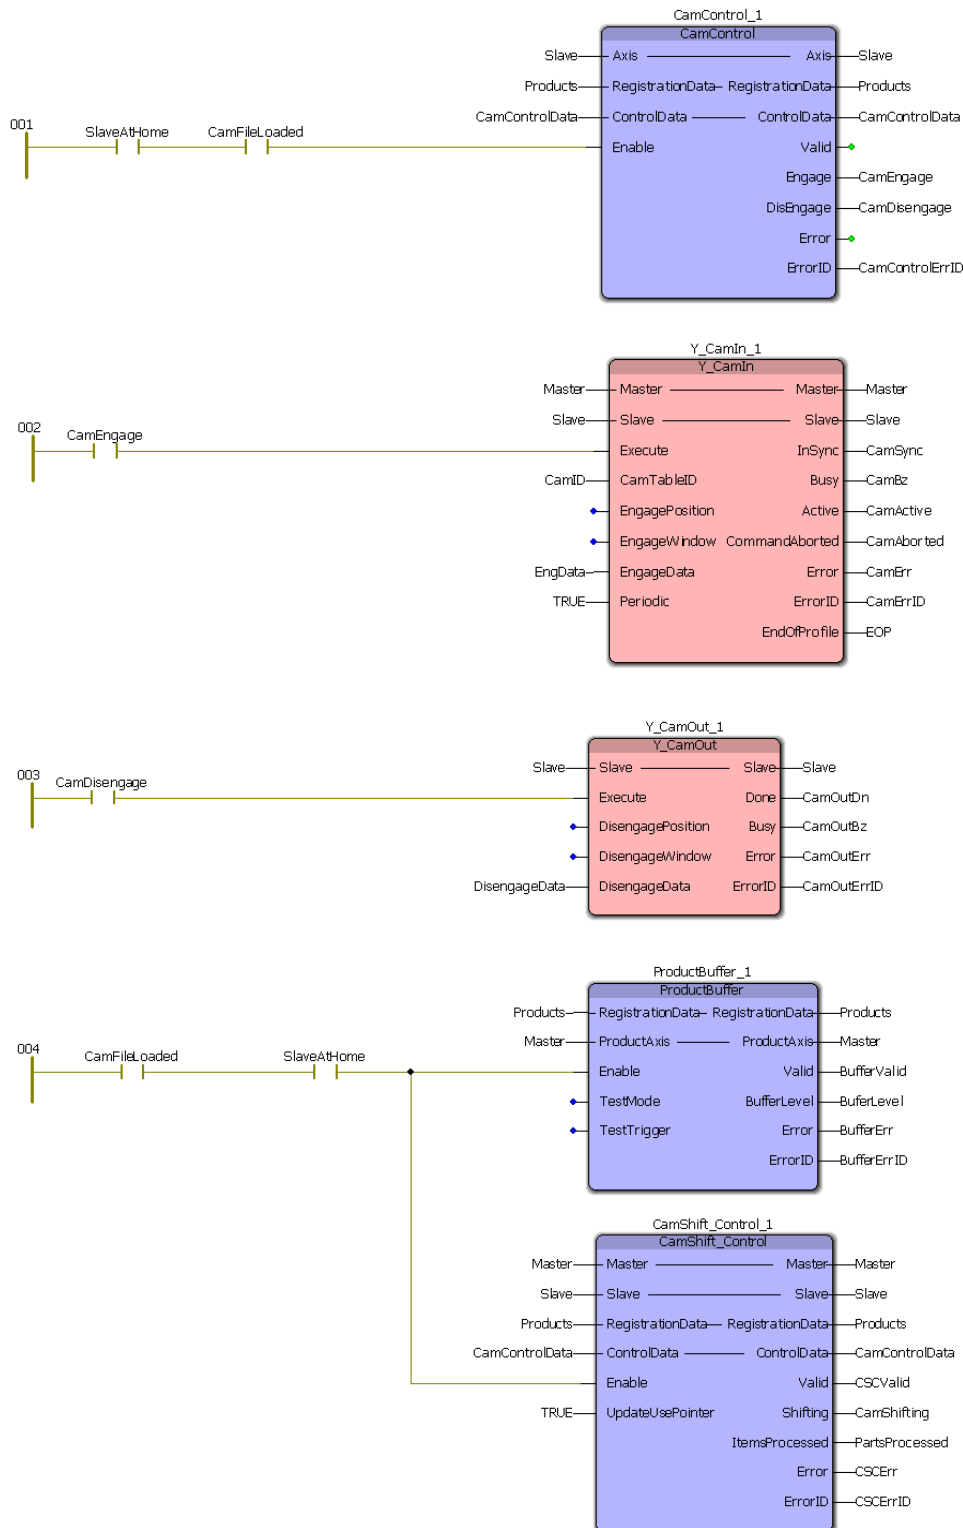 CamControl_1
CamControl
Slave Axis Axis Slave
Products RegistrationData RegistrationData Products
CamControlData ControlData ControlData CamControlData
001 SlaveAtHome CamFileLoaded Enable Valid
Engage CamEngage
DisEngage CamDisengage
Error
ErrorID CamControlErrID
Y_CamIn_1
Y_CamIn
Master Master Master Master
Slave Slave Slave Slave
002 CamEngage Execute InSync CamSync
CamID CamTableID Busy CamBz
EngagePosition Active CamActive
EngageWindow CommandAborted CamAborted
EngData EngageData Error CamErr
TRUE Periodic ErrorID CamErrID
EndOfProfile EOP
Y_CamOut_1
Y_CamOut
Slave Slave Slave Slave
003 CamDisengage Execute Done CamOutDn
DisengagePosition Busy CamOutBz
DisengageWindow Error CamOutErr
DisengageData DisengageData ErrorID CamOutErrID
ProductBuffer_1
ProductBuffer
Products RegistrationData RegistrationData Products
Master ProductAxis ProductAxis Master
004 CamFileLoaded SlaveAtHome Enable Valid BufferValid
TestMode BufferLevel BuferLevel
TestTrigger Error BufferErr
ErrorID BufferErrID
CamShift_Control_1
CamShift_Control
Master Master Master Master
Slave Slave Slave Slave
Products RegistrationData RegistrationData Products
CamControlData ControlData ControlData CamControlData
Enable Valid CSCValid
TRUE UpdateUsePointer Shifting CamShifting
ItemsProcessed PartsProcessed
Error CSCErr
ErrorID CSCErrID